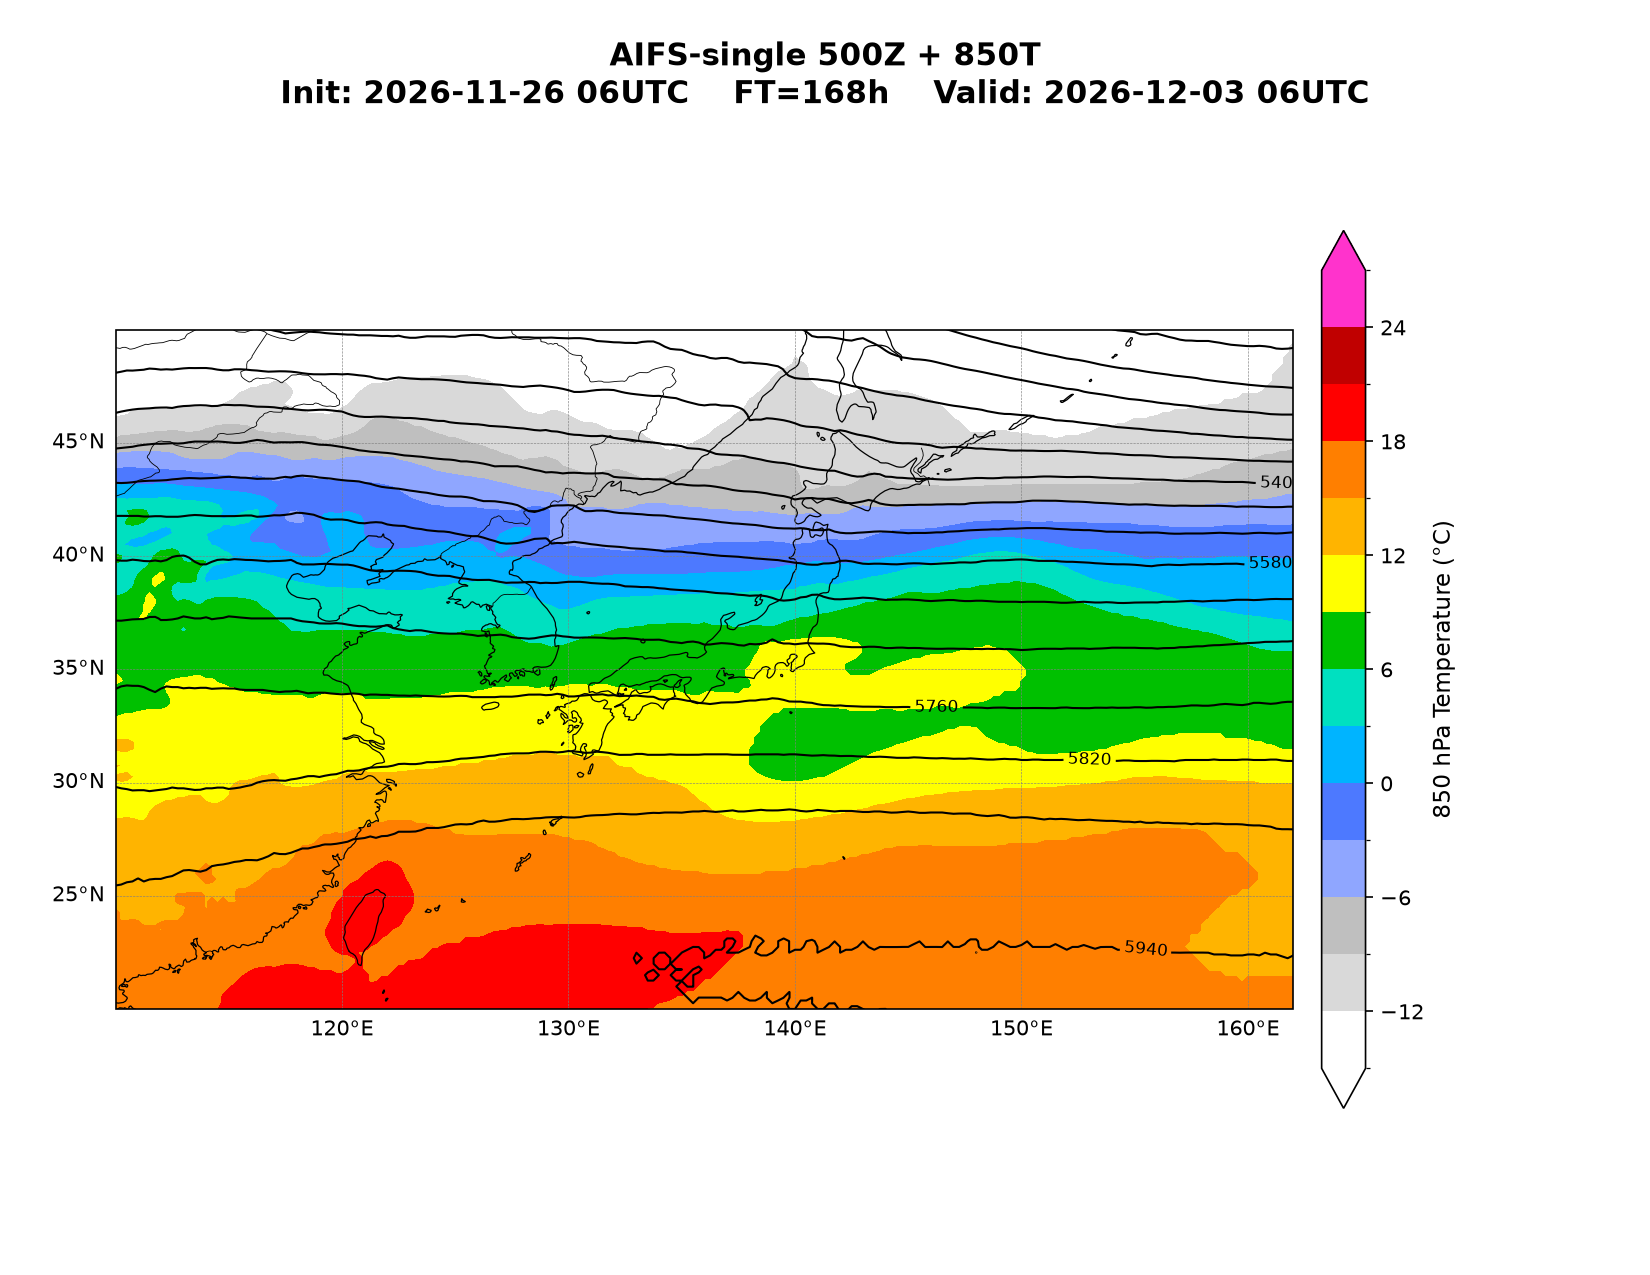 AIFS-single 500Z + 850T
Init: 2026-11-26 06UTC    FT=168h    Valid: 2026-12-03 06UTC
45°N
40°N
35°N
30°N
25°N
120°E
130°E
140°E
150°E
160°E
540
5580
5760
5820
5940
24
18
12
6
0
−6
−12
850 hPa Temperature (°C)